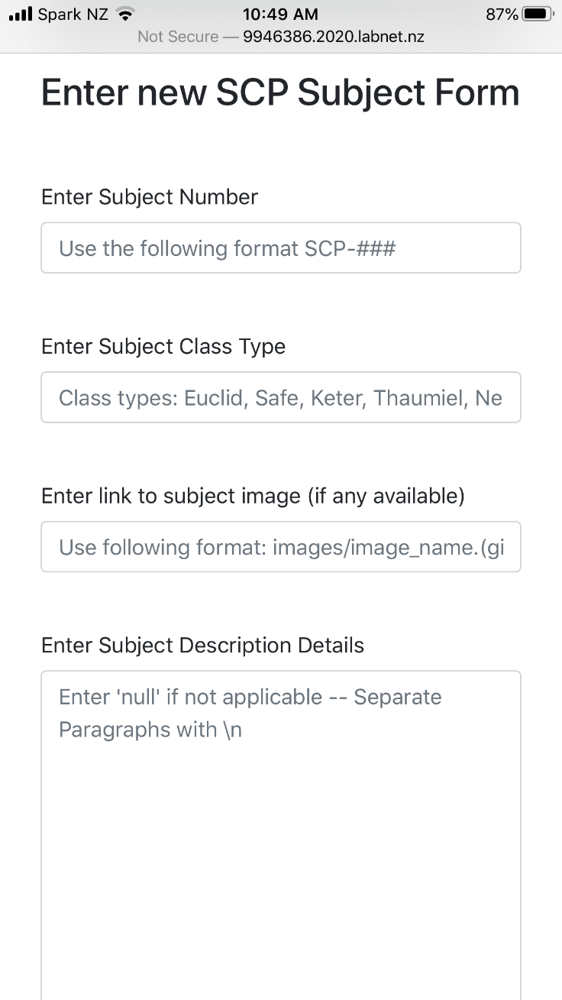 Spark NZ 10:49 AM 87%
Not Secure — 9946386.2020.labnet.nz
Enter new SCP Subject Form
Enter Subject Number
Use the following format SCP-###
Enter Subject Class Type
Class types: Euclid, Safe, Keter, Thaumiel, Ne
Enter link to subject image (if any available)
Use following format: images/image_name.(gi
Enter Subject Description Details
Enter 'null' if not applicable -- Separate
Paragraphs with \n